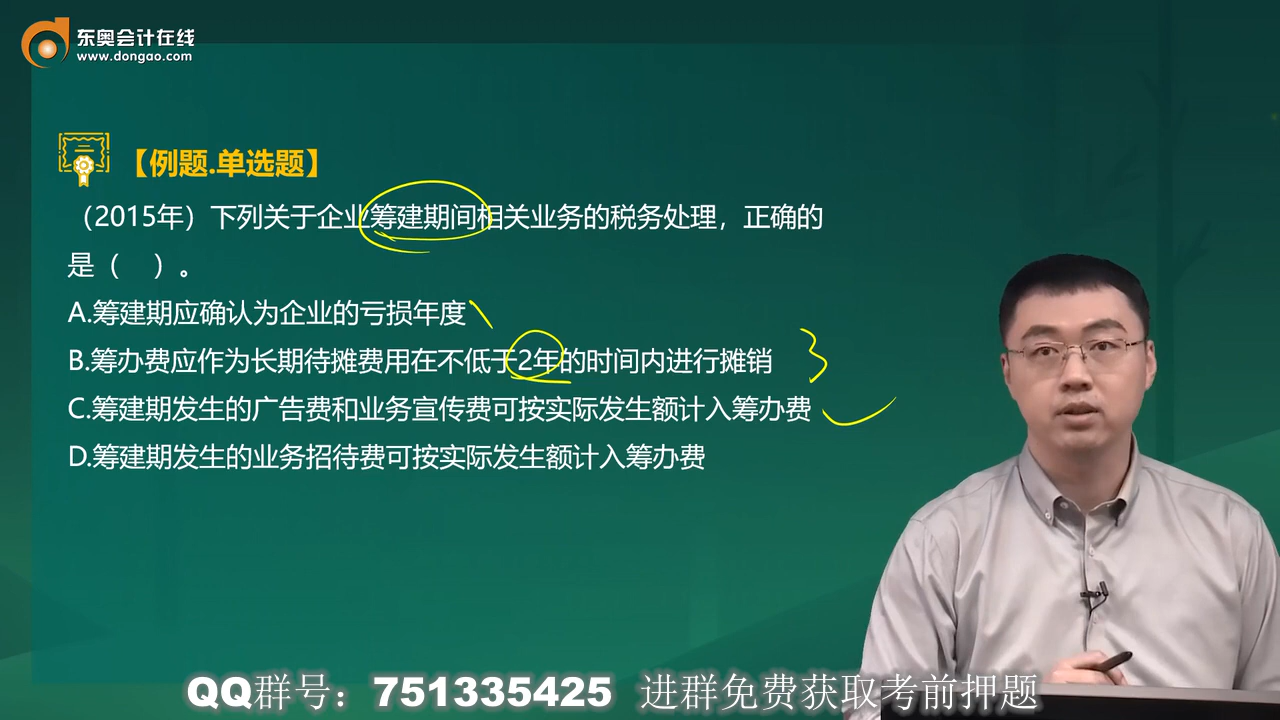 东奥会计在线
www.dongao.com
【例题.单选题】
（2015年）下列关于企业筹建期间相关业务的税务处理，正确的
是（ ）。
A.筹建期应确认为企业的亏损年度
B.筹办费应作为长期待摊费用在不低于2年的时间内进行摊销
C.筹建期发生的广告费和业务宣传费可按实际发生额计入筹办费
D.筹建期发生的业务招待费可按实际发生额计入筹办费
QQ群号：751335425 进群免费获取考前押题